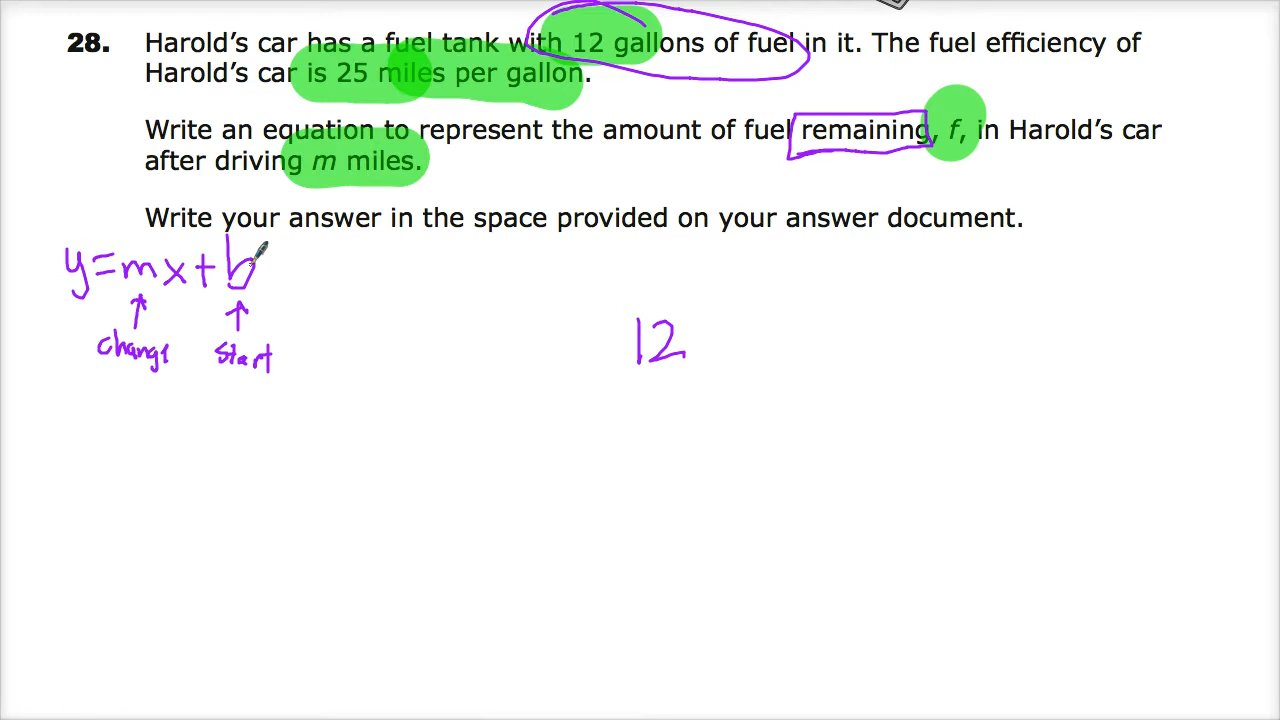 28. Harold's car has a fuel tank with 12 gallons of fuel in it. The fuel efficiency of
Harold's car is 25 miles per gallon.
Write an equation to represent the amount of fuel remaining, f, in Harold's car
after driving m miles.
Write your answer in the space provided on your answer document.
y=mx+b
change start
12